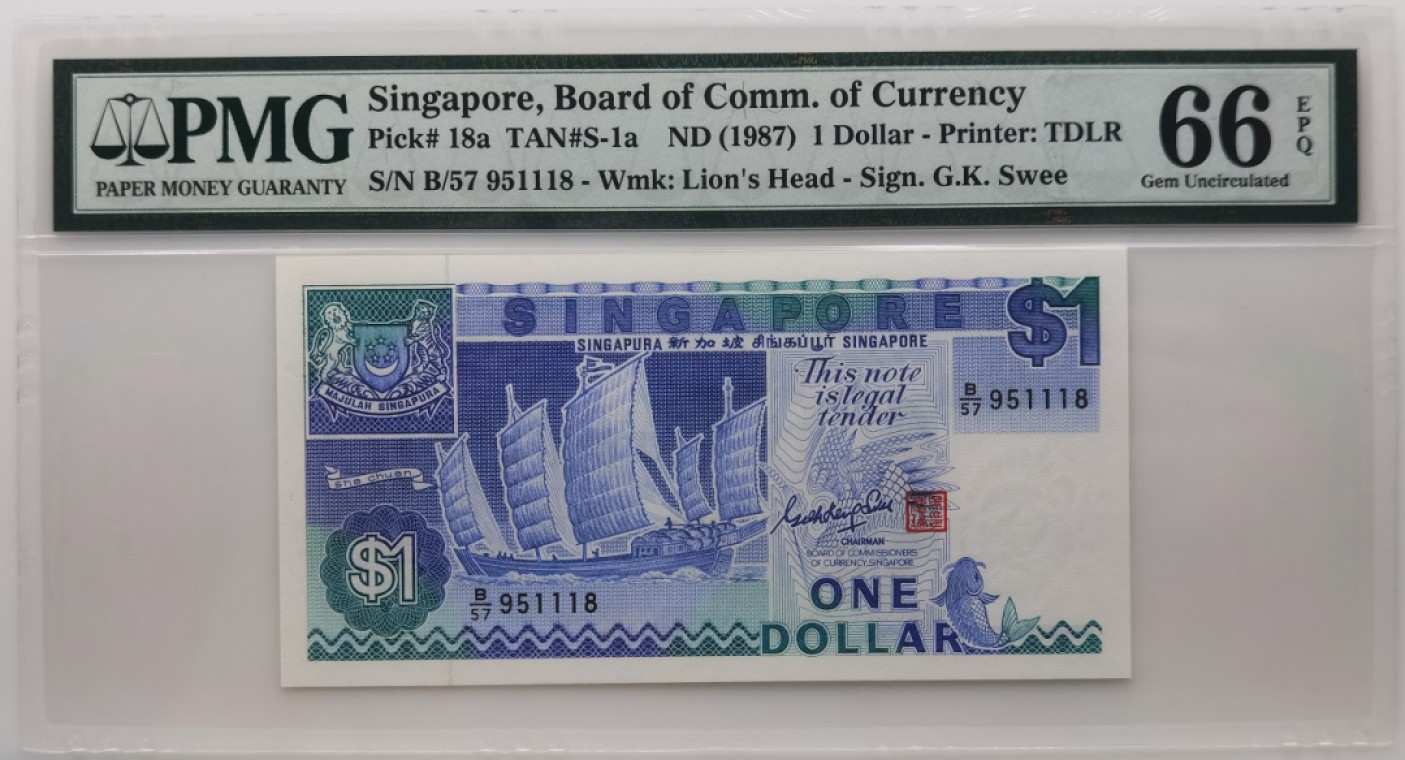 PMG
PAPER MONEY GUARANTY
Singapore, Board of Comm. of Currency
Pick# 18a TAN#S-1a ND (1987) 1 Dollar - Printer: TDLR
S/N B/57 951118 - Wmk: Lion's Head - Sign. G.K. Swee
66
EPQ
Gem Uncirculated
SINGAPORE
$1
SINGAPURA 新加坡 சிங்கப்பூர் SINGAPORE
MAJULAH SINGAPURA
This note
is legal
tender
B/57 951118
sha chuan
CHAIRMAN
BOARD OF COMMISSIONERS
OF CURRENCY, SINGAPORE
$1
B/57 951118
ONE
DOLLAR